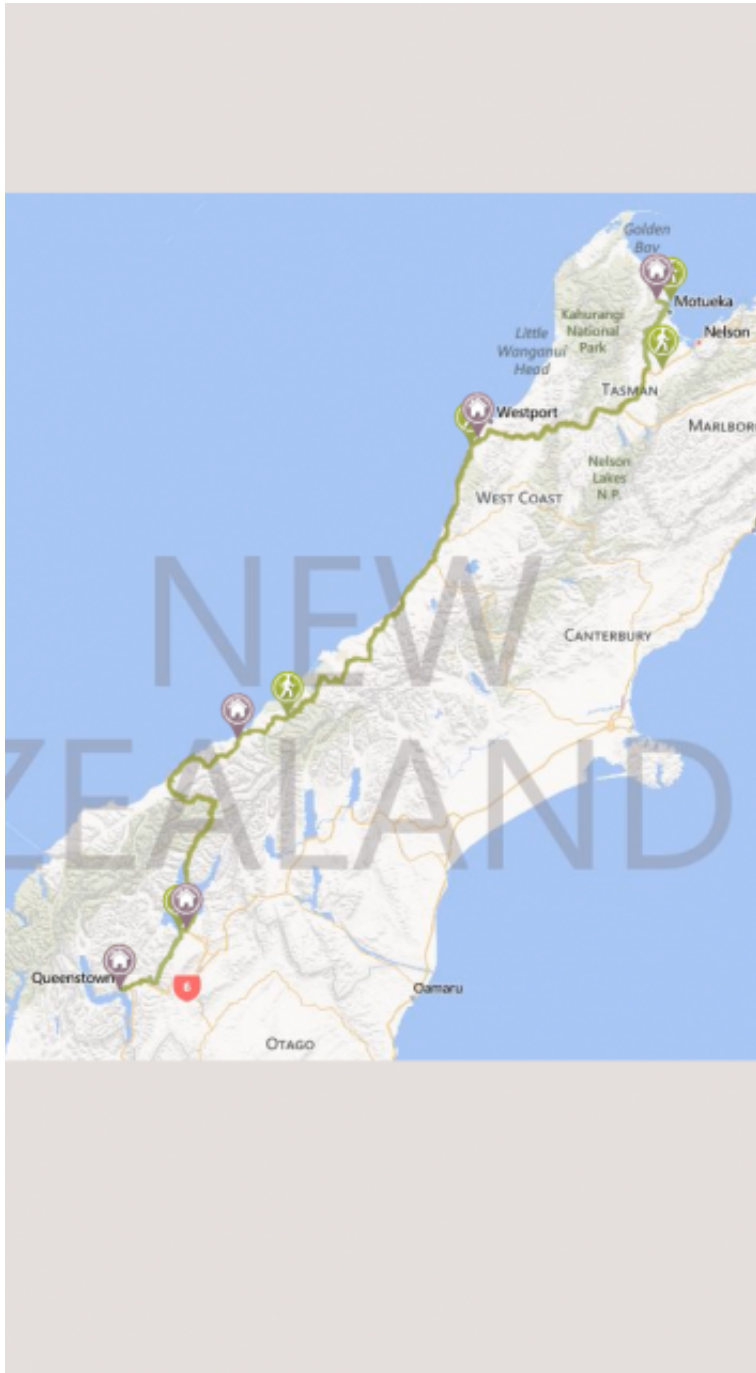 Golden
Bay
Motueka
Kahurangi
National
Park
Nelson
Little
Wanganui
Head
TASMAN
Westport
MARLBOR
Nelson
Lakes
N.P.
WEST COAST
NEW
CANTERBURY
ZEALAND
Queenstown
6
Oamaru
OTAGO